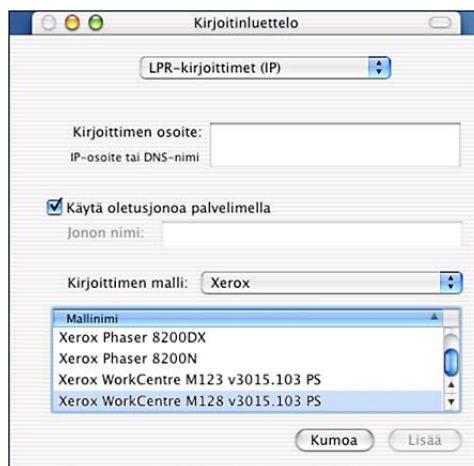 Kirjoitinluettelo
LPR-kirjoittimet (IP)
Kirjoittimen osoite:
IP-osoite tai DNS-nimi
Käytä oletusjonoa palvelimella
Jonon nimi:
Kirjoittimen malli: Xerox
Mallinimi
Xerox Phaser 8200DX
Xerox Phaser 8200N
Xerox WorkCentre M123 v3015.103 PS
Xerox WorkCentre M128 v3015.103 PS
Kumoa Lisää